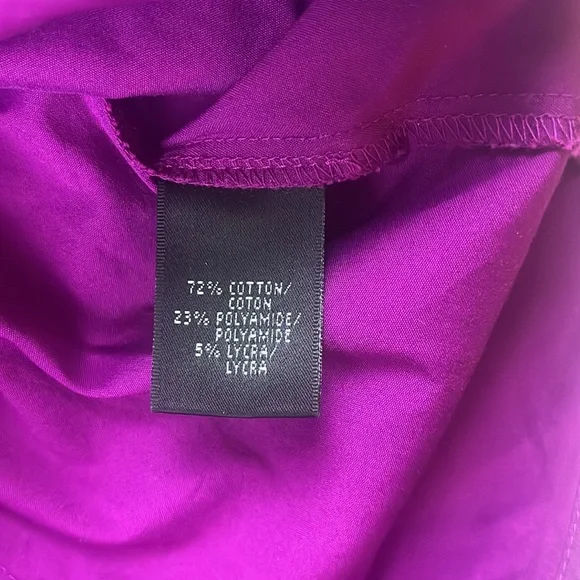 72% COTTON/
COTON
23% POLYAMIDE/
POLYAMIDE
5% LYCRA/
LYCRA